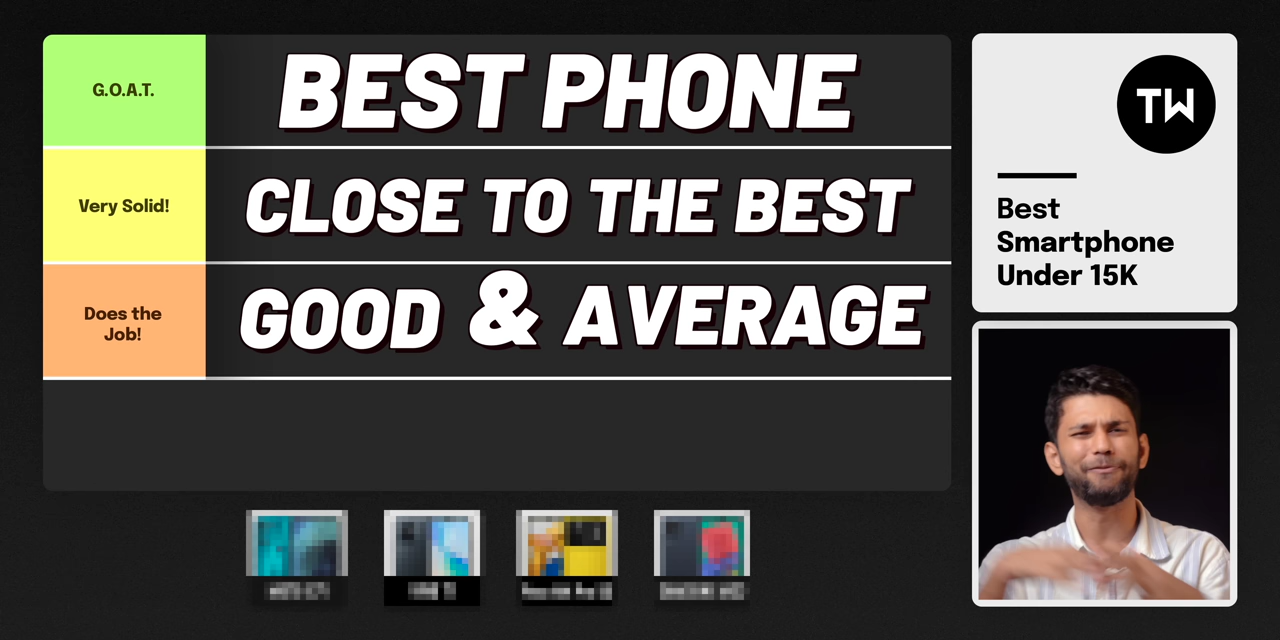 G.O.A.T.
BEST PHONE
Very Solid!
CLOSE TO THE BEST
Does the
Job!
GOOD & AVERAGE
TW
Best
Smartphone
Under 15K